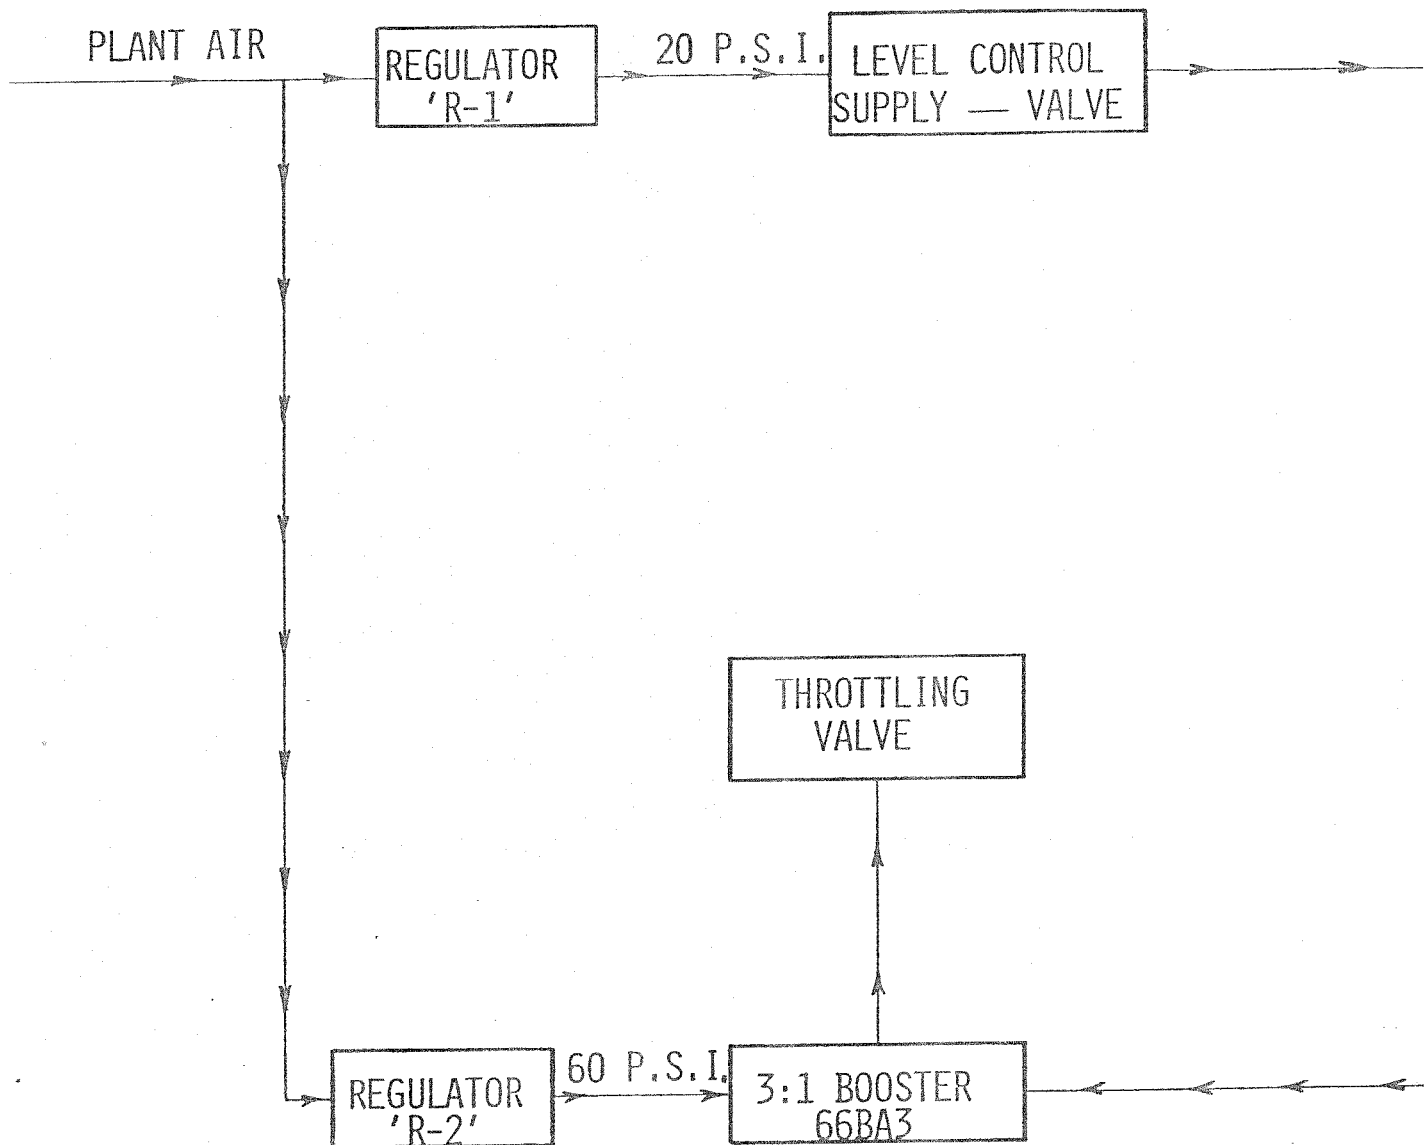 PLANT AIR
REGULATOR
'R-1'
20 P.S.I.
LEVEL CONTROL
SUPPLY — VALVE
THROTTLING
VALVE
REGULATOR
'R-2'
60 P.S.I.
3:1 BOOSTER
66BA3